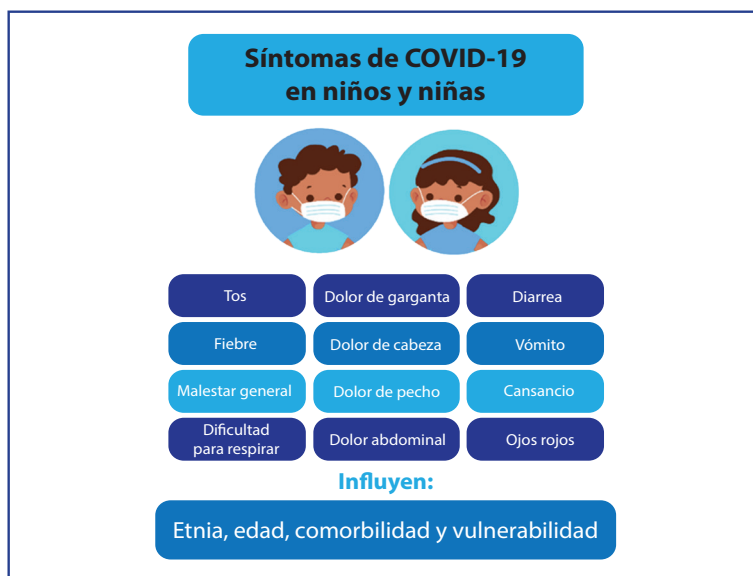 Síntomas de COVID-19
en niños y niñas
Tos
Dolor de garganta
Diarrea
Fiebre
Dolor de cabeza
Vómito
Malestar general
Dolor de pecho
Cansancio
Dificultad
para respirar
Dolor abdominal
Ojos rojos
Influyen:
Etnia, edad, comorbilidad y vulnerabilidad